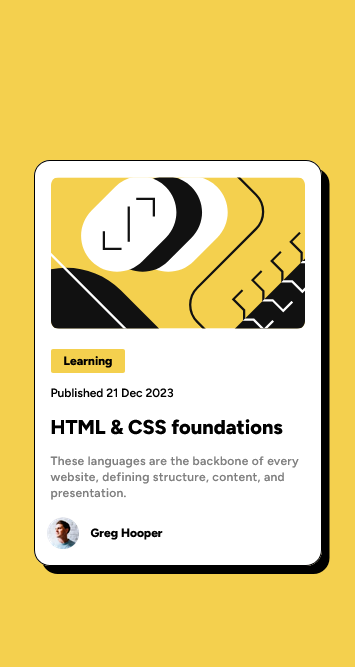 Learning
Published 21 Dec 2023
HTML & CSS foundations
These languages are the backbone of every
website, defining structure, content, and
presentation.
Greg Hooper